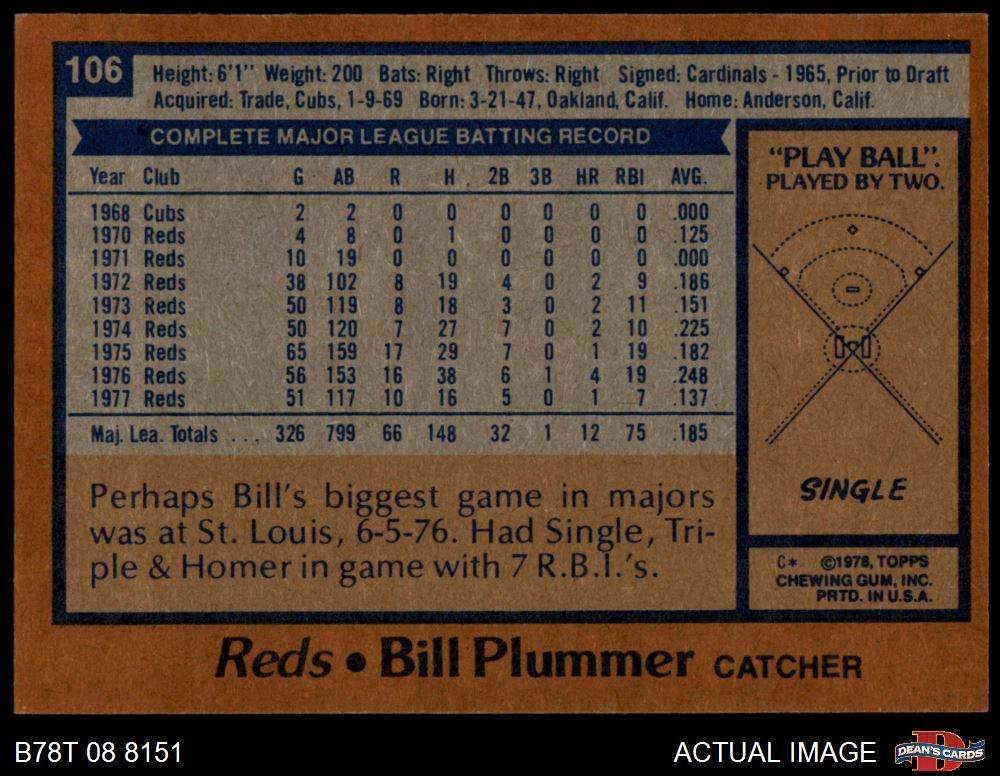 106
Height: 6'1" Weight: 200 Bats: Right Throws: Right Signed: Cardinals - 1965, Prior to Draft
Acquired: Trade, Cubs, 1-9-69 Born: 3-21-47, Oakland, Calif. Home: Anderson, Calif.
COMPLETE MAJOR LEAGUE BATTING RECORD
Year Club G AB R H 2B 3B HR RBI AVG.
1968 Cubs 2 2 0 0 0 0 0 0 .000
1970 Reds 4 8 0 1 0 0 0 0 .125
1971 Reds 10 19 0 0 0 0 0 0 .000
1972 Reds 38 102 8 19 4 0 2 9 .186
1973 Reds 50 119 8 18 3 0 2 11 .151
1974 Reds 50 120 7 27 7 0 2 10 .225
1975 Reds 65 159 17 29 7 0 1 19 .182
1976 Reds 56 153 16 38 6 1 4 19 .248
1977 Reds 51 117 10 16 5 0 1 7 .137
Maj. Lea. Totals ... 326 799 66 148 32 1 12 75 .185
Perhaps Bill's biggest game in majors
was at St. Louis, 6-5-76. Had Single, Tri-
ple & Homer in game with 7 R.B.I.'s.
"PLAY BALL".
PLAYED BY TWO.
SINGLE
C* ©1978, TOPPS
CHEWING GUM, INC.
PRTD. IN U.S.A.
Reds • Bill Plummer CATCHER
B78T 08 8151
ACTUAL IMAGE
D
DEAN'S CARDS